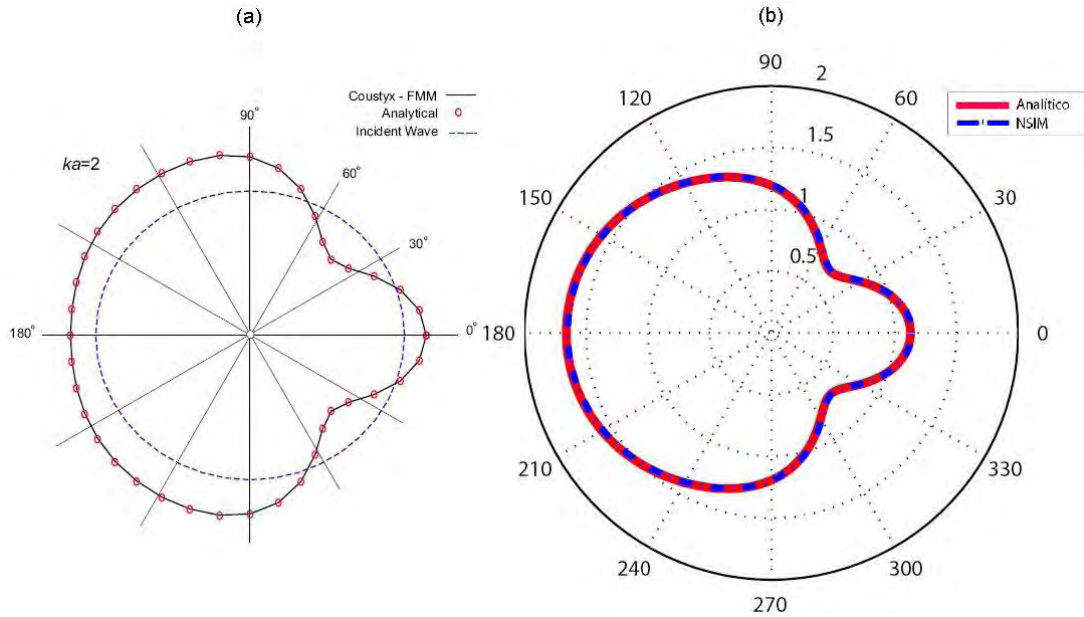 (a)
Coustyx - FMM
Analytical
Incident Wave
ka=2
90°
60°
30°
0°
180°
(b)
Analítico
NSIM
90
2
120
60
1.5
150
1
30
0.5
180
0
210
330
240
300
270